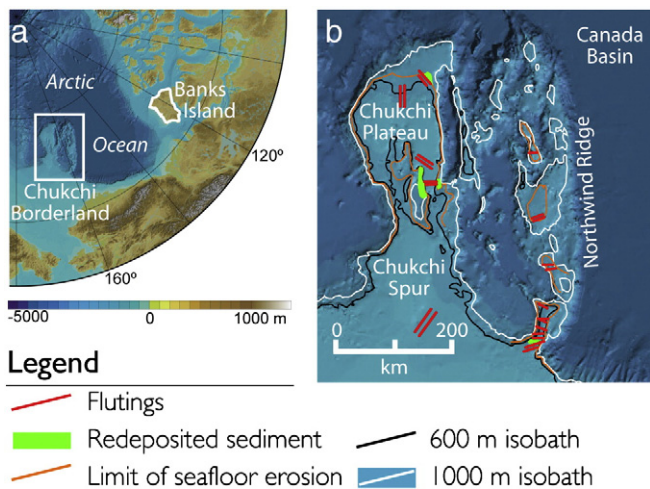 a
Arctic
Ocean
Banks
Island
Chukchi
Borderland
120º
160º
-5000 0 1000 m
b
Canada
Basin
Chukchi
Plateau
Northwind Ridge
Chukchi
Spur
0 200
km
Legend
Flutings
Redeposited sediment
Limit of seafloor erosion
600 m isobath
1000 m isobath